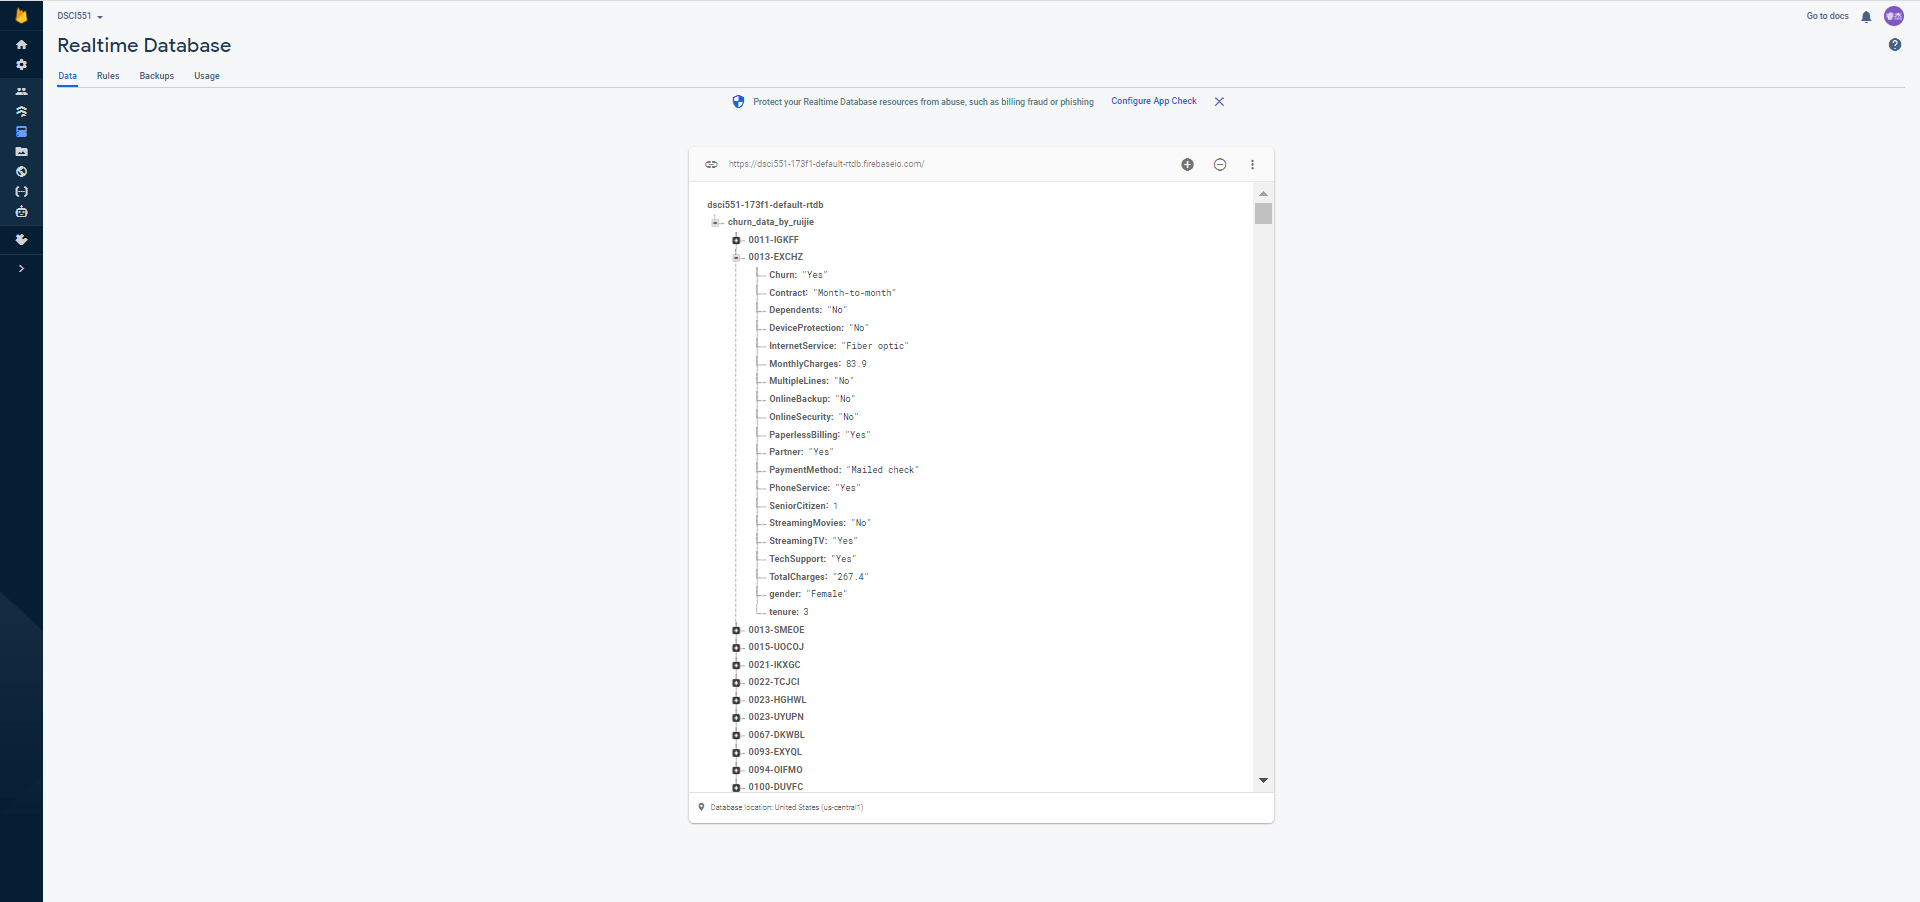 DSCI551
Go to docs
睿杰
Realtime Database
Data Rules Backups Usage
Protect your Realtime Database resources from abuse, such as billing fraud or phishing Configure App Check
https://dsci551-173f1-default-rtdb.firebaseio.com/
dsci551-173f1-default-rtdb
churn_data_by_ruijie
0011-IGKFF
0013-EXCHZ
Churn: "Yes"
Contract: "Month-to-month"
Dependents: "No"
DeviceProtection: "No"
InternetService: "Fiber optic"
MonthlyCharges: 83.9
MultipleLines: "No"
OnlineBackup: "No"
OnlineSecurity: "No"
PaperlessBilling: "Yes"
Partner: "Yes"
PaymentMethod: "Mailed check"
PhoneService: "Yes"
SeniorCitizen: 1
StreamingMovies: "No"
StreamingTV: "Yes"
TechSupport: "Yes"
TotalCharges: "267.4"
gender: "Female"
tenure: 3
0013-SMEOE
0015-UOCOJ
0021-IKXGC
0022-TCJCI
0023-HGHWL
0023-UYUPN
0067-DKWBL
0093-EXYQL
0094-OIFMO
0100-DUVFC
Database location: United States (us-central1)